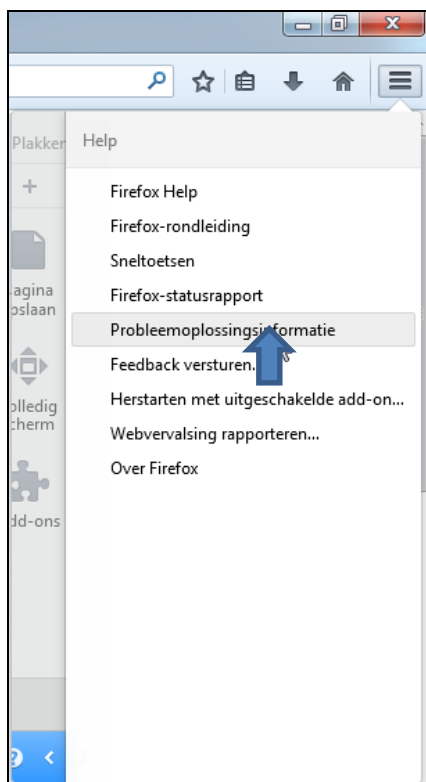 Plakken
Help
Firefox Help
Firefox-rondleiding
Sneltoetsen
agina
Firefox-statusrapport
pslaan
Probleemoplossingsinformatie
Feedback versturen.
olledig
Herstarten met uitgeschakelde add-on...
cherm
Webvervalsing rapporteren...
Over Firefox
dd-ons